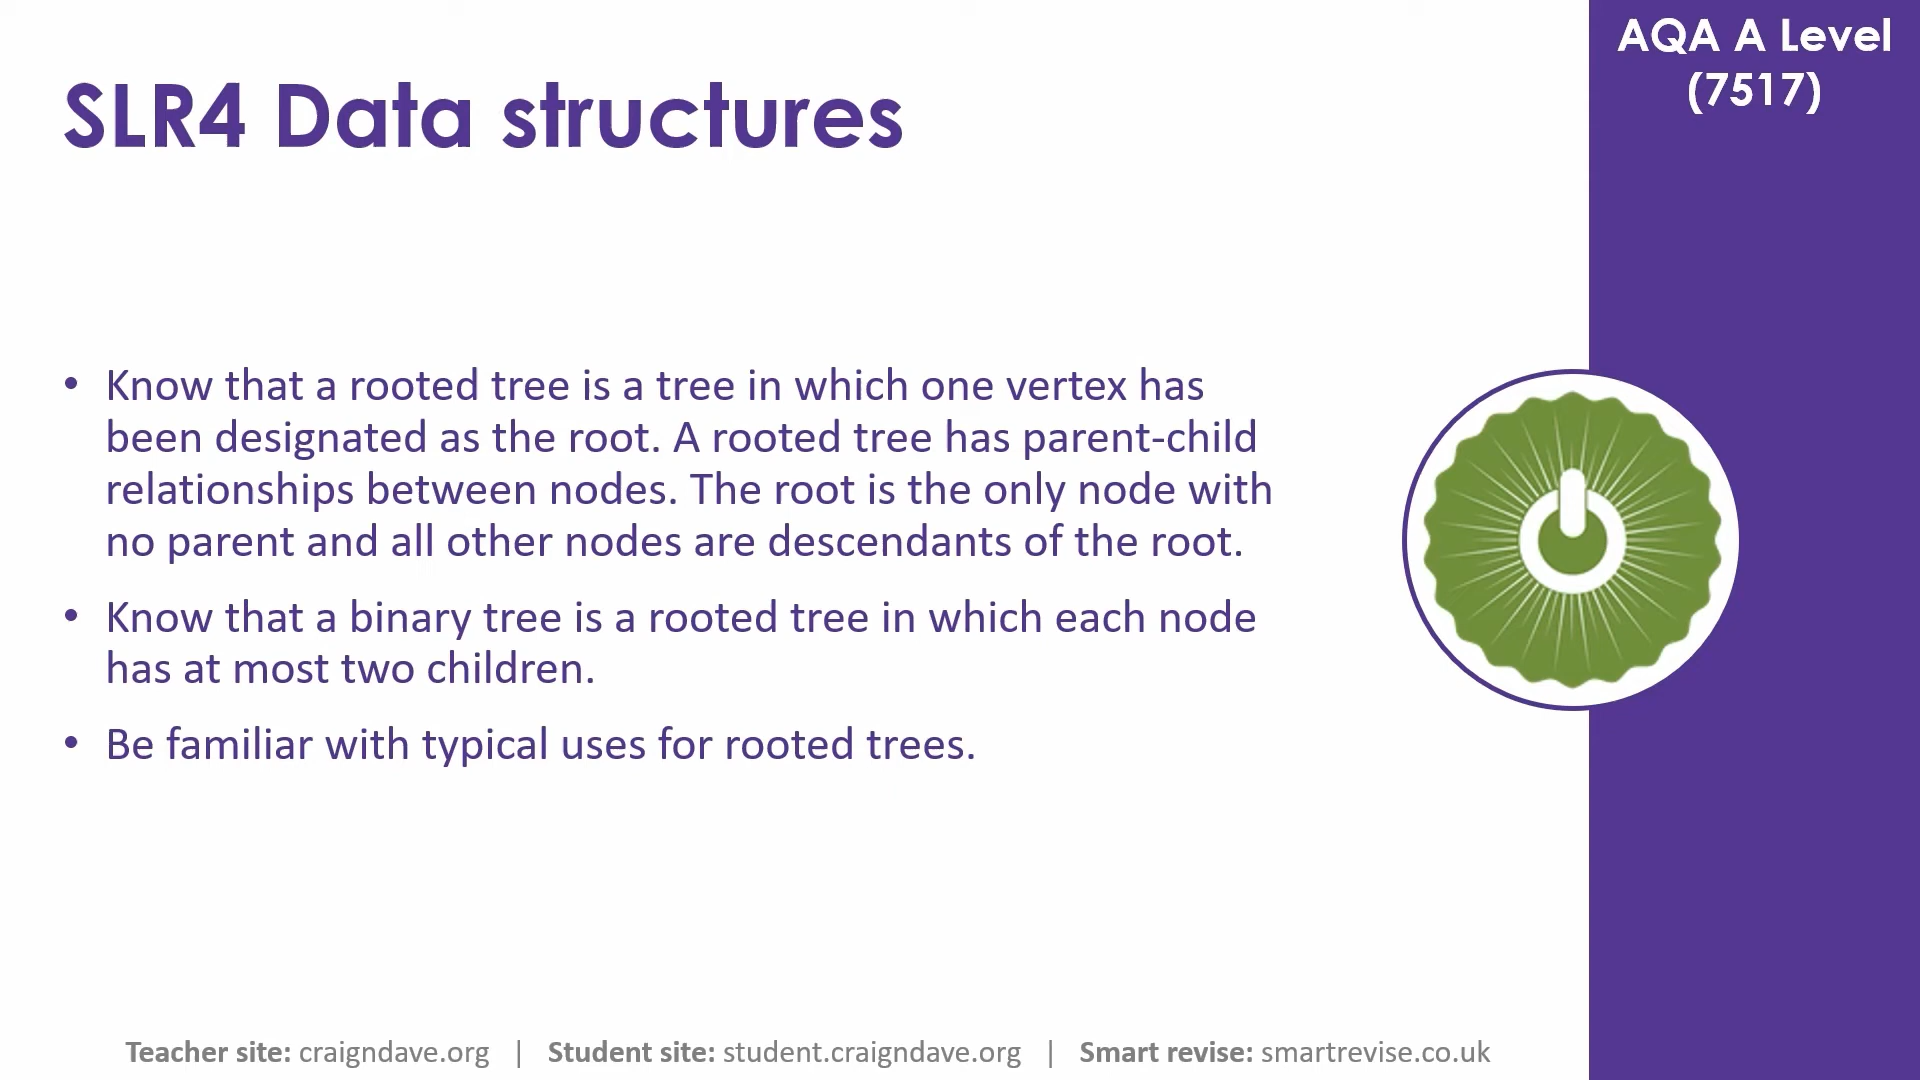 SLR4 Data structures
AQA A Level
(7517)
• Know that a rooted tree is a tree in which one vertex has
been designated as the root. A rooted tree has parent-child
relationships between nodes. The root is the only node with
no parent and all other nodes are descendants of the root.
• Know that a binary tree is a rooted tree in which each node
has at most two children.
• Be familiar with typical uses for rooted trees.
Teacher site: craigndave.org | Student site: student.craigndave.org | Smart revise: smartrevise.co.uk